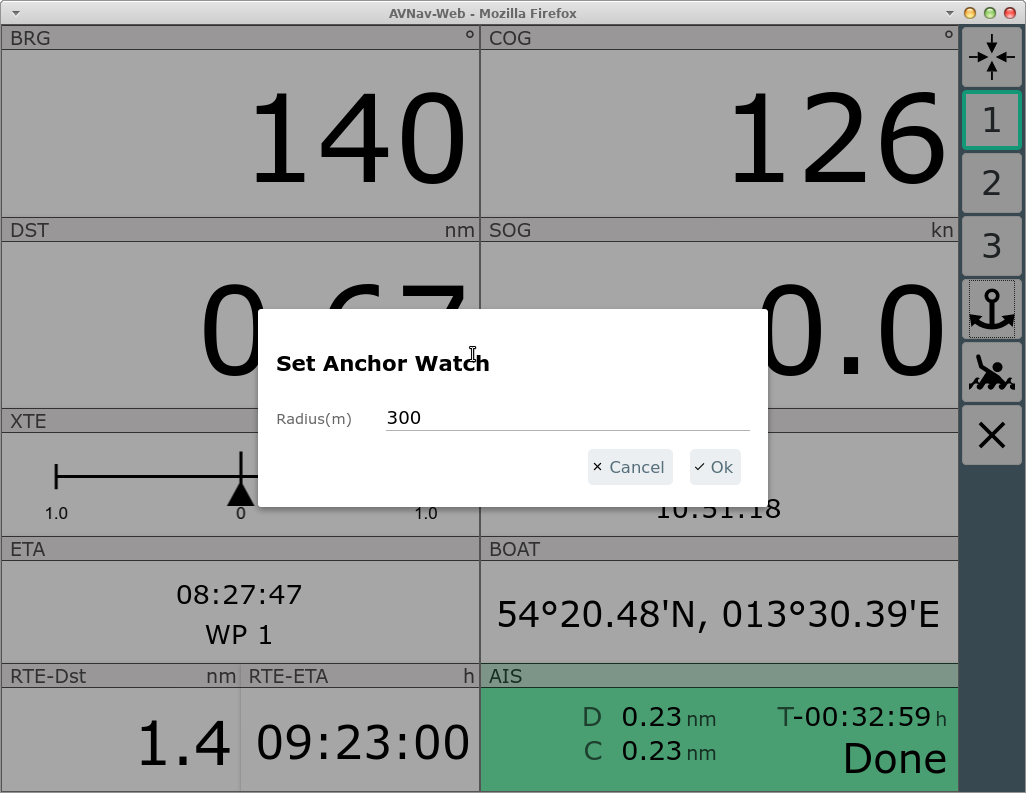 AVNav-Web - Mozilla Firefox
BRG °
140
COG °
126
DST nm
SOG kn
0.0
Set Anchor Watch
Radius(m) 300
× Cancel ✓ Ok
XTE
1.0 0 1.0
10:51:18
ETA
08:27:47
WP 1
BOAT
54°20.48'N, 013°30.39'E
RTE-Dst nm
1.4
RTE-ETA h
09:23:00
AIS
D 0.23 nm T-00:32:59 h
C 0.23 nm Done
1
2
3